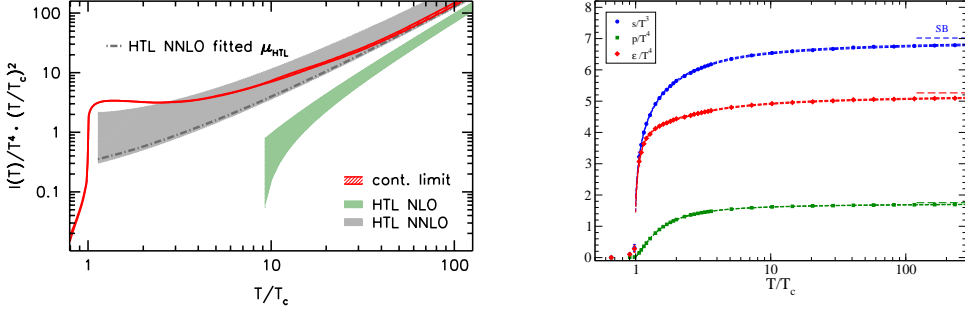 I(T)/T⁴ · (T/T_c)²
100
10
1
0.1
HTL NNLO fitted μ_HTL
cont. limit
HTL NLO
HTL NNLO
1
10
100
T/T_c
8
7
6
5
4
3
2
1
0
s/T³
p/T⁴
ε/T⁴
SB
1
10
100
T/T_c